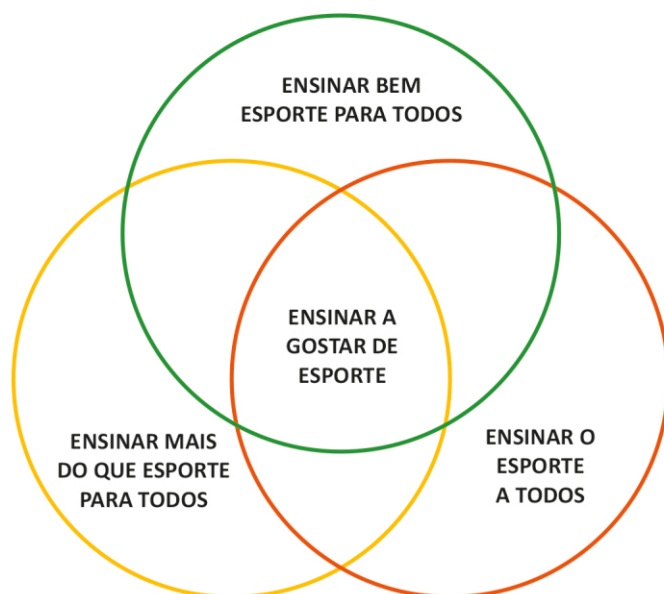 ENSINAR BEM
ESPORTE PARA TODOS
ENSINAR A
GOSTAR DE
ESPORTE
ENSINAR MAIS
DO QUE ESPORTE
PARA TODOS
ENSINAR O
ESPORTE
A TODOS